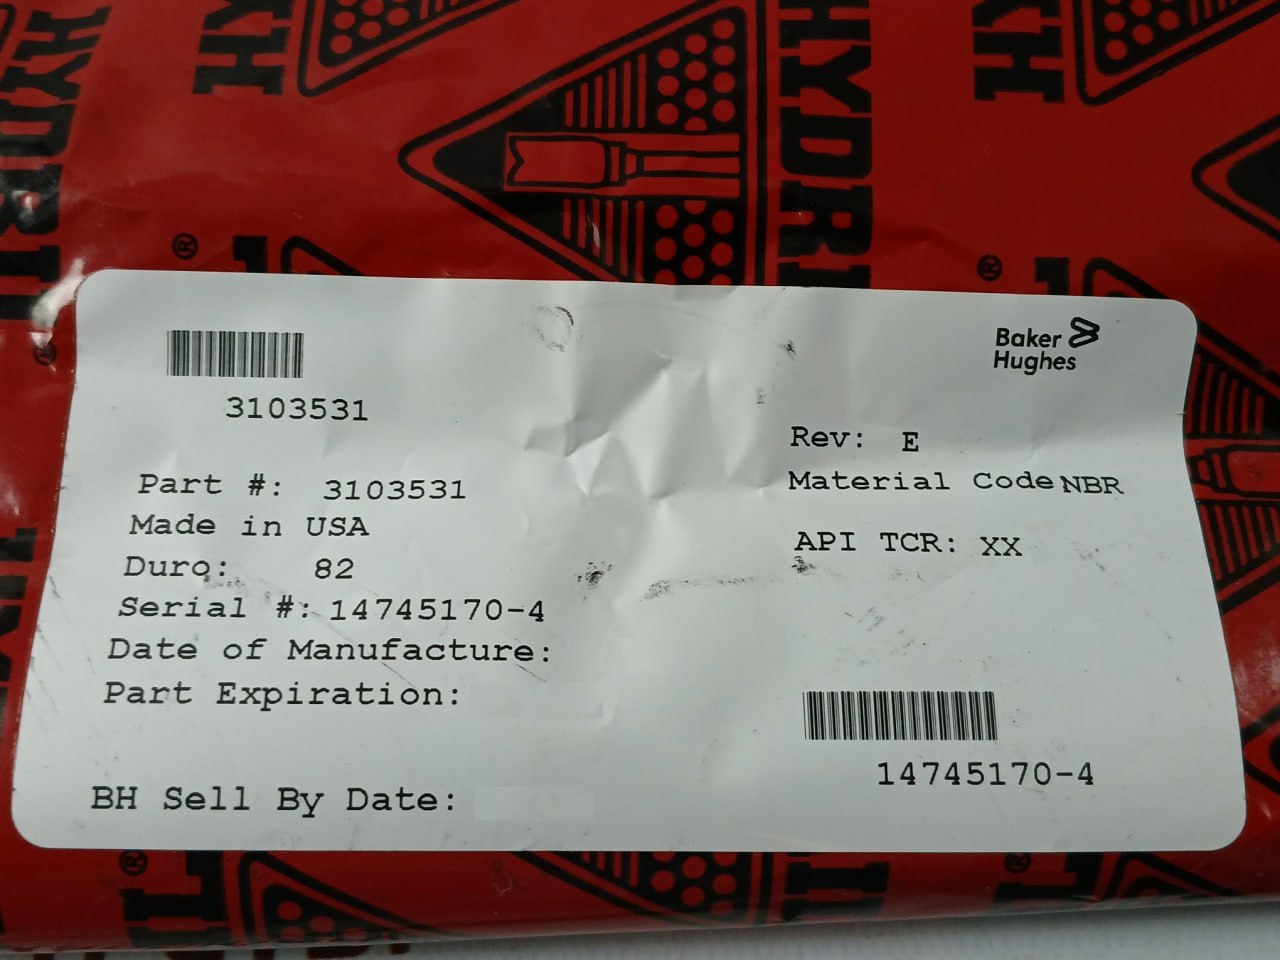 HYDRIL
HYDRIL
®
®
Baker
Hughes
3103531
Rev: E
Part #: 3103531
Material Code NBR
Made in USA
API TCR: XX
Duro: 82
Serial #: 14745170-4
Date of Manufacture:
Part Expiration:
14745170-4
BH Sell By Date:
®
®